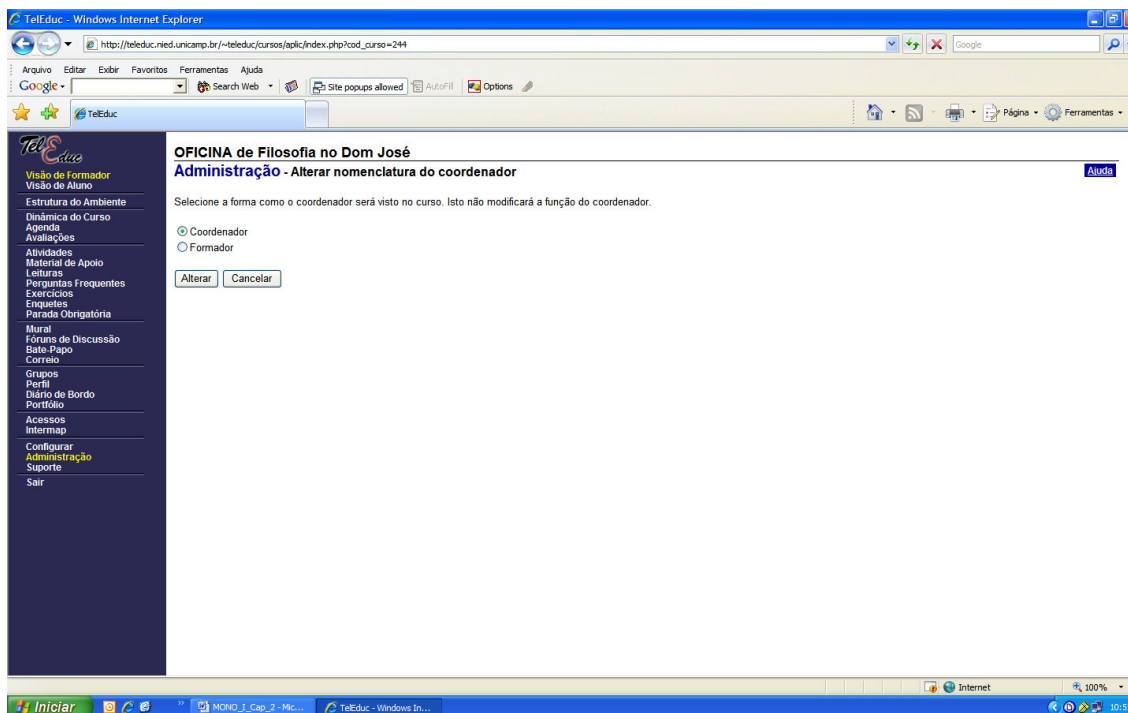 TelEduc - Windows Internet Explorer
http://teleduc.nied.unicamp.br/~teleduc/cursos/aplic/index.php?cod_curso=244
Google
Arquivo Editar Exibir Favoritos Ferramentas Ajuda
Google Search Web Site popups allowed AutoFill Options
TelEduc
Página Ferramentas
TelEduc
Visão de Formador
Visão de Aluno
Estrutura do Ambiente
Dinâmica do Curso
Agenda
Avaliações
Atividades
Material de Apoio
Leituras
Perguntas Frequentes
Exercícios
Enquetes
Parada Obrigatória
Mural
Fóruns de Discussão
Bate-Papo
Correio
Grupos
Perfil
Diário de Bordo
Portfólio
Acessos
Intermap
Configurar
Administração
Suporte
Sair
OFICINA de Filosofia no Dom José
Administração - Alterar nomenclatura do coordenador
Ajuda
Selecione a forma como o coordenador será visto no curso. Isto não modificará a função do coordenador.
Coordenador
Formador
Alterar Cancelar
Internet 100%
Iniciar MONO_I_Cap_2 - Mic... TelEduc - Windows In...